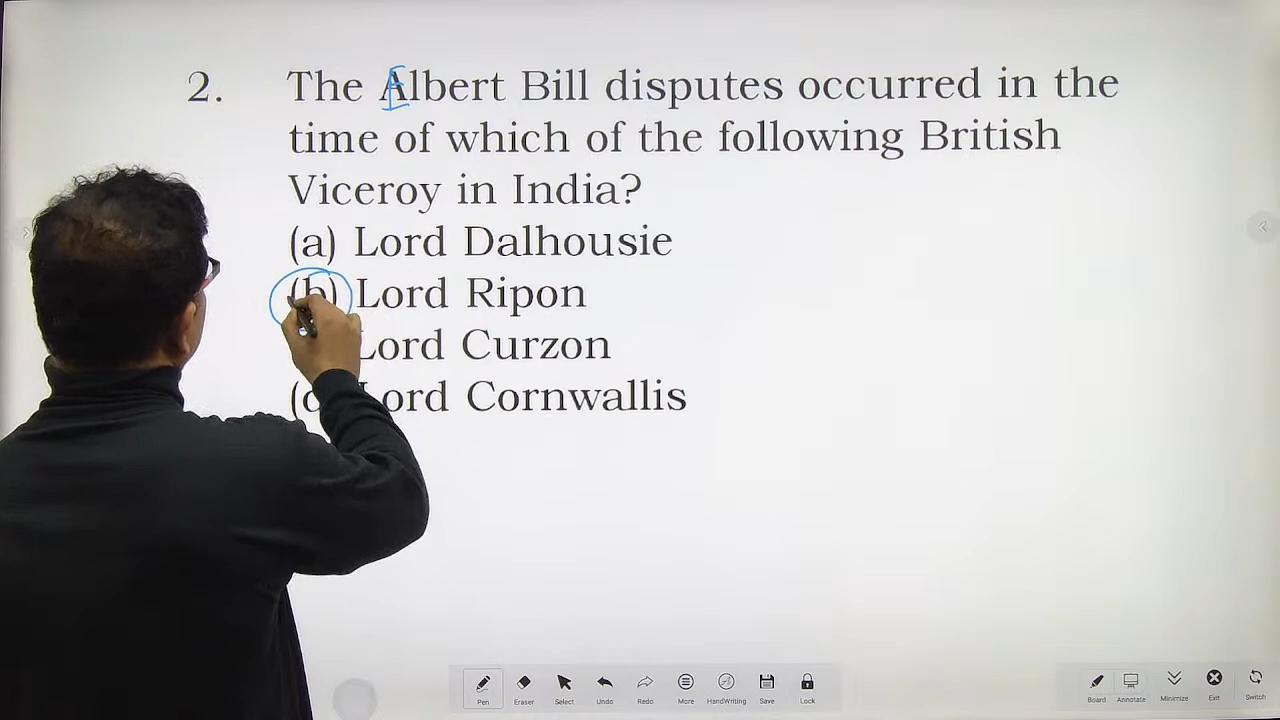 2. The Albert Bill disputes occurred in the
time of which of the following British
Viceroy in India?
(a) Lord Dalhousie
(b) Lord Ripon
Lord Curzon
Lord Cornwallis
Pen Eraser Select Undo Redo More HandWriting Save Lock Board Annotate Minimize Exit Switch